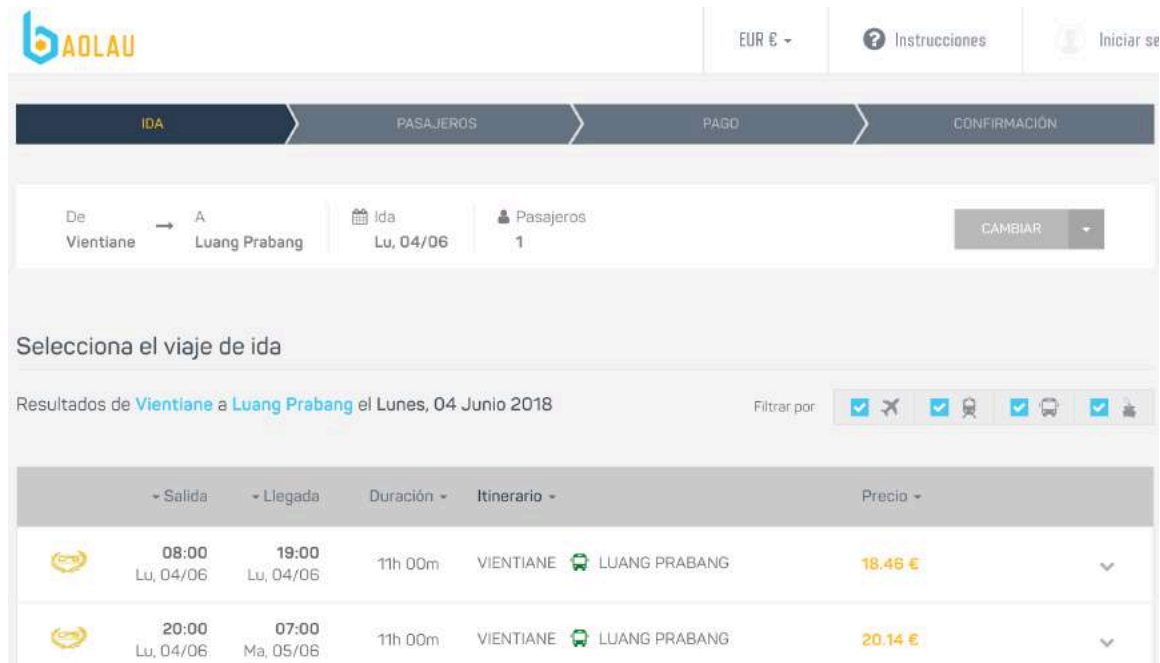 BAOLAU
EUR €
Instrucciones
Iniciar se
IDA
PASAJEROS
PAGO
CONFIRMACIÓN
De
Vientiane
A
Luang Prabang
Ida
Lu, 04/06
Pasajeros
1
CAMBIAR
Selecciona el viaje de ida
Resultados de Vientiane a Luang Prabang el Lunes, 04 Junio 2018
Filtrar por
Salida Llegada Duración Itinerario Precio
08:00 19:00 11h 00m VIENTIANE LUANG PRABANG 18.46 €
Lu, 04/06 Lu, 04/06
20:00 07:00 11h 00m VIENTIANE LUANG PRABANG 20.14 €
Lu, 04/06 Ma, 05/06